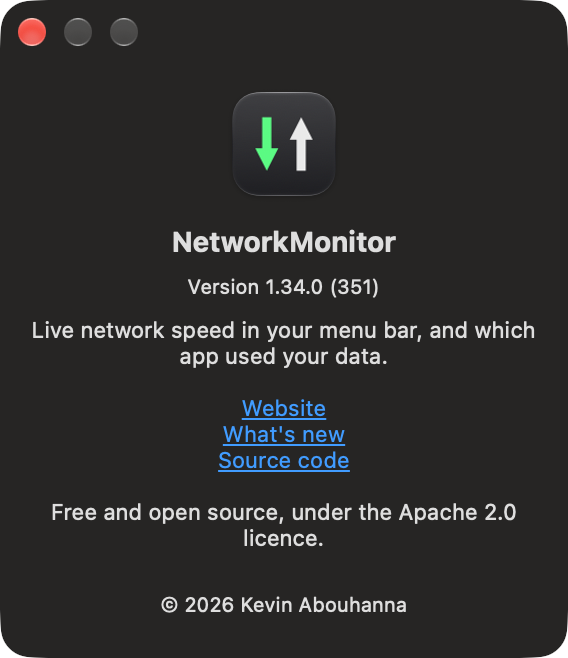 NetworkMonitor
Version 1.34.0 (351)
Live network speed in your menu bar, and which
app used your data.
Website
What's new
Source code
Free and open source, under the Apache 2.0
licence.
© 2026 Kevin Abouhanna